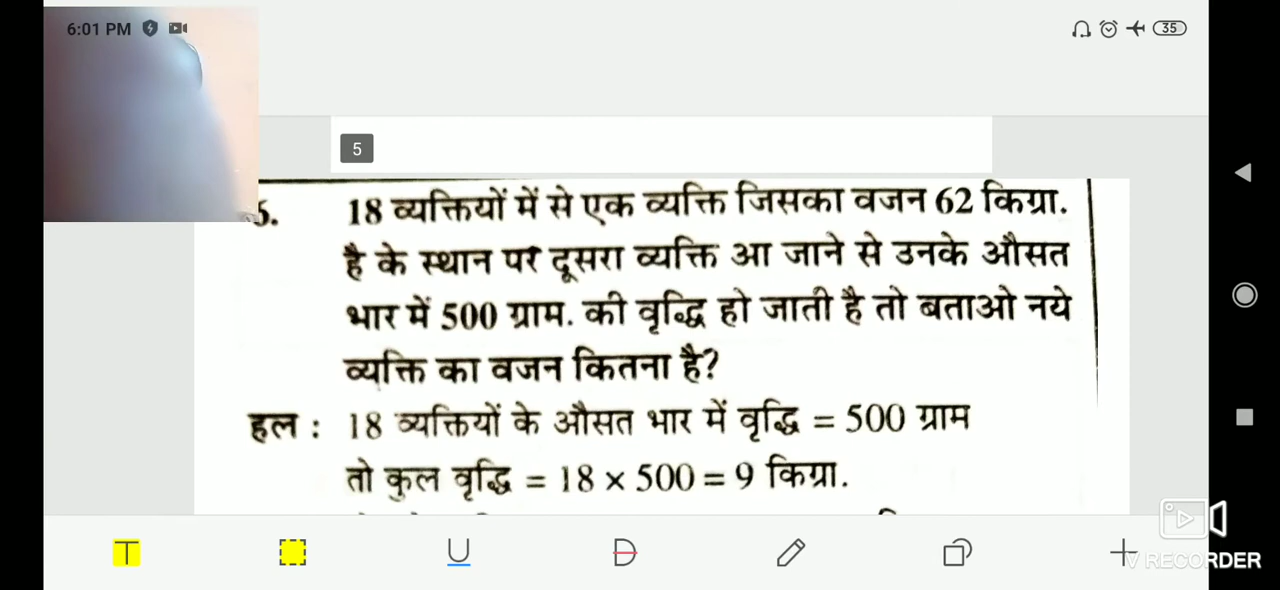 6:01 PM
35
5
5. 18 व्यक्तियों में से एक व्यक्ति जिसका वजन 62 किग्रा.
है के स्थान पर दूसरा व्यक्ति आ जाने से उनके औसत
भार में 500 ग्राम. की वृद्धि हो जाती है तो बताओ नये
व्यक्ति का वजन कितना है?
हल : 18 व्यक्तियों के औसत भार में वृद्धि = 500 ग्राम
तो कुल वृद्धि = 18 × 500 = 9 किग्रा.
V RECORDER